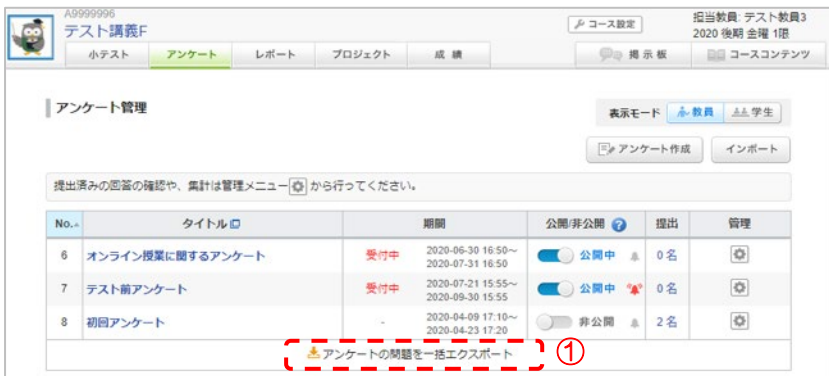 A9999996
テスト講義F
コース設定
担当教員: テスト教員3
2020 後期 金曜 1限
小テスト アンケート レポート プロジェクト 成績 掲示板 コースコンテンツ
アンケート管理
表示モード 教員 学生
アンケート作成 インポート
提出済みの回答の確認や、集計は管理メニュー から行ってください。
No. タイトル 期間 公開/非公開 ? 提出 管理
6 オンライン授業に関するアンケート 受付中 2020-06-30 16:50～
2020-07-31 16:50 公開中 0名
7 テスト前アンケート 受付中 2020-07-21 15:55～
2020-09-30 15:55 公開中 0名
8 初回アンケート - 2020-04-09 17:10～
2020-04-23 17:20 非公開 2名
アンケートの問題を一括エクスポート ①